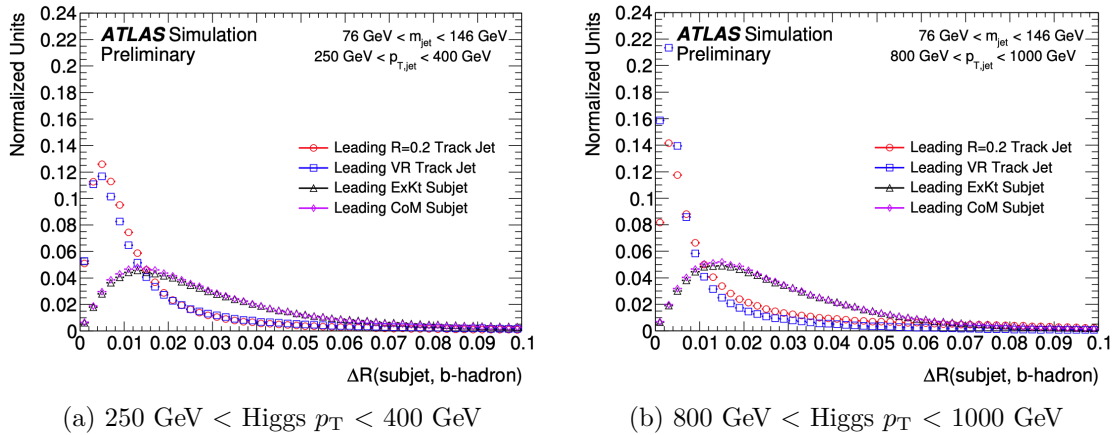 Normalized Units
0.24
0.22
0.2
0.18
0.16
0.14
0.12
0.1
0.08
0.06
0.04
0.02
0
ATLAS Simulation
Preliminary
76 GeV < m_jet < 146 GeV
250 GeV < p_T,jet < 400 GeV
Leading R=0.2 Track Jet
Leading VR Track Jet
Leading ExKt Subjet
Leading CoM Subjet
0 0.01 0.02 0.03 0.04 0.05 0.06 0.07 0.08 0.09 0.1
ΔR(subjet, b-hadron)
(a) 250 GeV < Higgs p_T < 400 GeV
Normalized Units
0.24
0.22
0.2
0.18
0.16
0.14
0.12
0.1
0.08
0.06
0.04
0.02
0
ATLAS Simulation
Preliminary
76 GeV < m_jet < 146 GeV
800 GeV < p_T,jet < 1000 GeV
Leading R=0.2 Track Jet
Leading VR Track Jet
Leading ExKt Subjet
Leading CoM Subjet
0 0.01 0.02 0.03 0.04 0.05 0.06 0.07 0.08 0.09 0.1
ΔR(subjet, b-hadron)
(b) 800 GeV < Higgs p_T < 1000 GeV